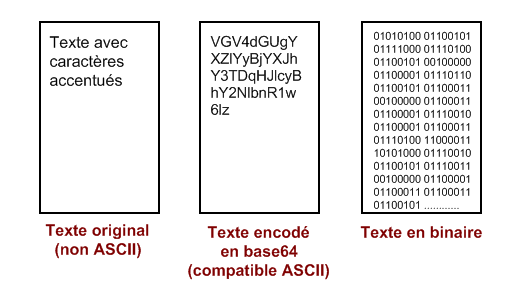 Texte avec
caractères
accentués
VGV4dGUgY
XZlYyBjYXJh
Y3TDqHJlcyB
hY2NlbnR1w
6lz
01010100 01100101
01111000 01110100
01100101 00100000
01100001 01110110
01100101 01100011
00100000 01100011
01100001 01110010
01100001 01100011
01110100 11000011
10101000 01110010
01100101 01110011
00100000 01100001
01100011 01100011
01100101 ............
Texte original
(non ASCII)
Texte encodé
en base64
(compatible ASCII)
Texte en binaire